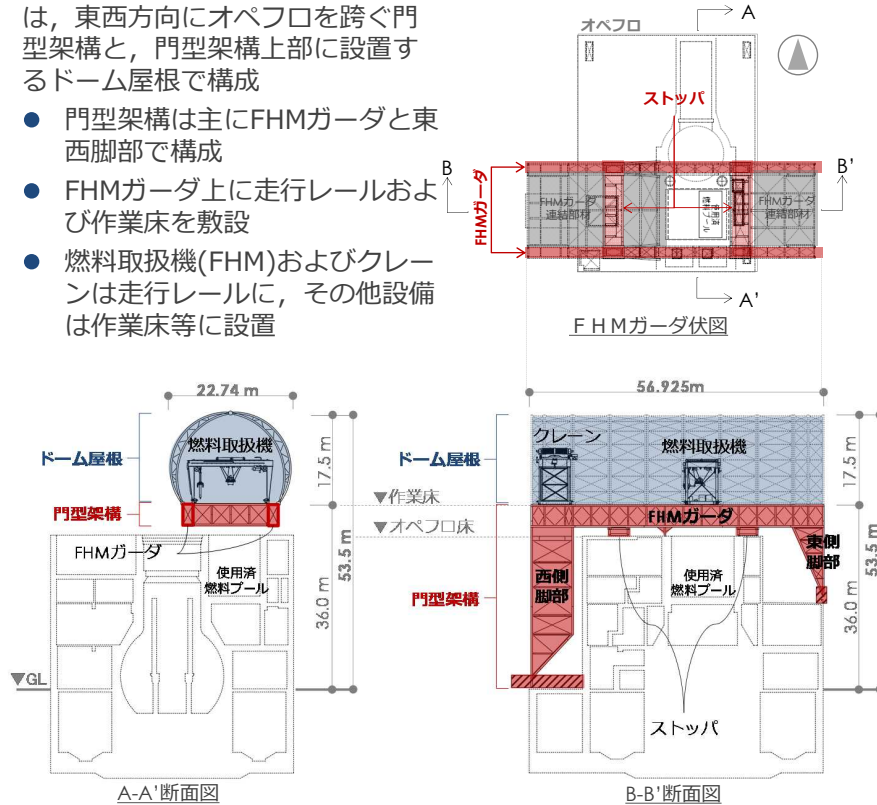 は，東西方向にオペフロを跨ぐ門
型架構と，門型架構上部に設置す
るドーム屋根で構成
● 門型架構は主にFHMガーダと東
西脚部で構成
● FHMガーダ上に走行レールおよ
び作業床を敷設
● 燃料取扱機(FHM)およびクレー
ンは走行レールに，その他設備
は作業床等に設置
オペフロ
A
ストッパ
B
B'
FHMガーダ
FHMガーダ
連結部材
使用済
燃料プール
FHMガーダ
連結部材
A'
ＦＨＭガーダ伏図
22.74 m
ドーム屋根
燃料取扱機
17.5 m
門型架構
FHMガーダ
使用済
燃料プール
36.0 m
53.5 m
▼GL
A-A'断面図
56.925m
ドーム屋根
クレーン
燃料取扱機
17.5 m
▼作業床
FHMガーダ
▼オペフロ床
門型架構
西側
脚部
使用済
燃料プール
東側
脚部
36.0 m
53.5 m
ストッパ
B-B'断面図